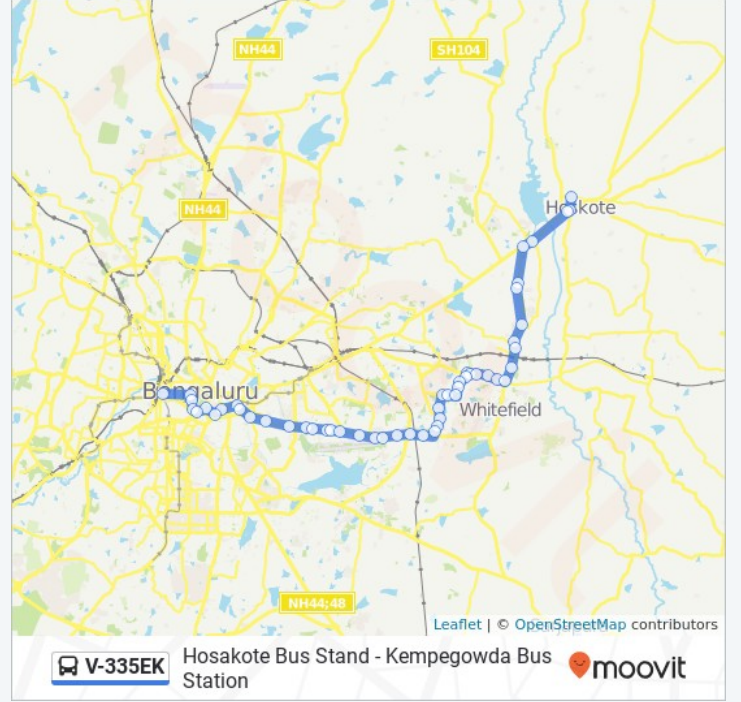 NH44
SH104
Hoskote
NH44
Bengaluru
Whitefield
NH44;48
Leaflet | © OpenStreetMap contributors
V-335EK
Hosakote Bus Stand - Kempegowda Bus
Station
moovit